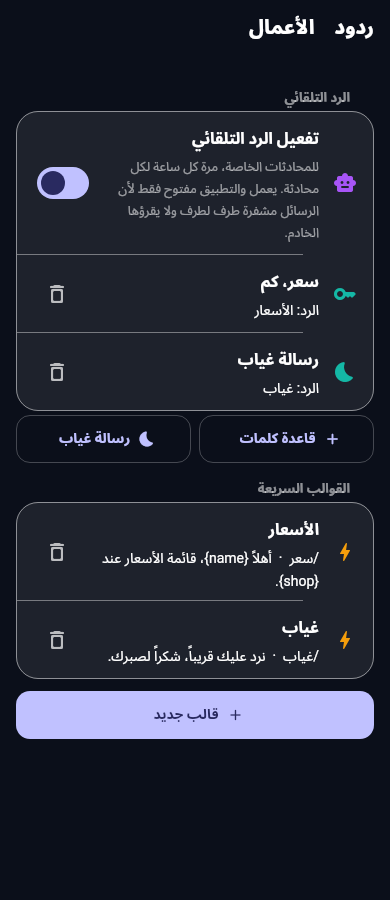 ردود الأعمال
الرد التلقائي
تفعيل الرد التلقائي
للمحادثات الخاصة، مرة كل ساعة لكل
محادثة. يعمل والتطبيق مفتوح فقط لأن
الرسائل مشفرة طرف لطرف ولا يقرؤها
الخادم.
سعر، كم
الرد: الأسعار
رسالة غياب
الرد: غياب
+ قاعدة كلمات
رسالة غياب
القوالب السريعة
الأسعار
/سعر · أهلاً {name}، قائمة الأسعار عند
{shop}.
غياب
/غياب · نرد عليك قريباً، شكراً لصبرك.
+ قالب جديد